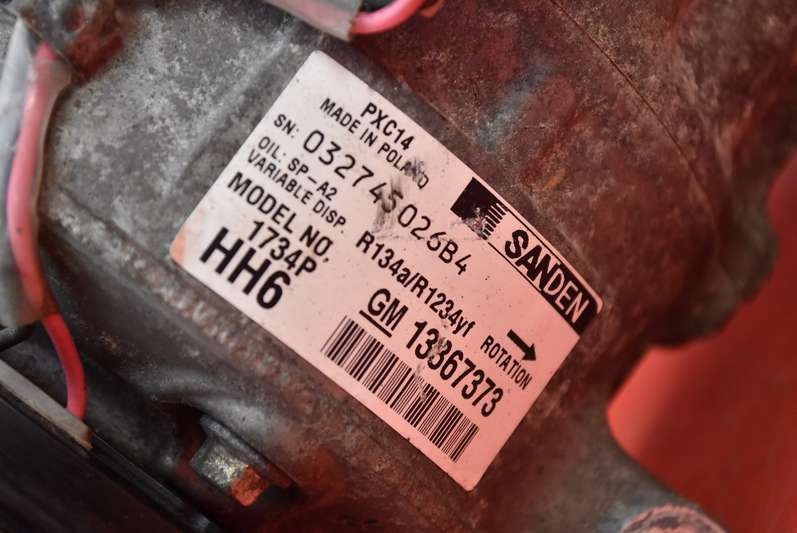 PXC14
MADE IN POLAND
SN: 032745026B4
OIL: SP-A2
VARIABLE DISP. R134a/R1234yf
MODEL NO.
1734P
HH6
SANDEN
ROTATION
GM 13367373